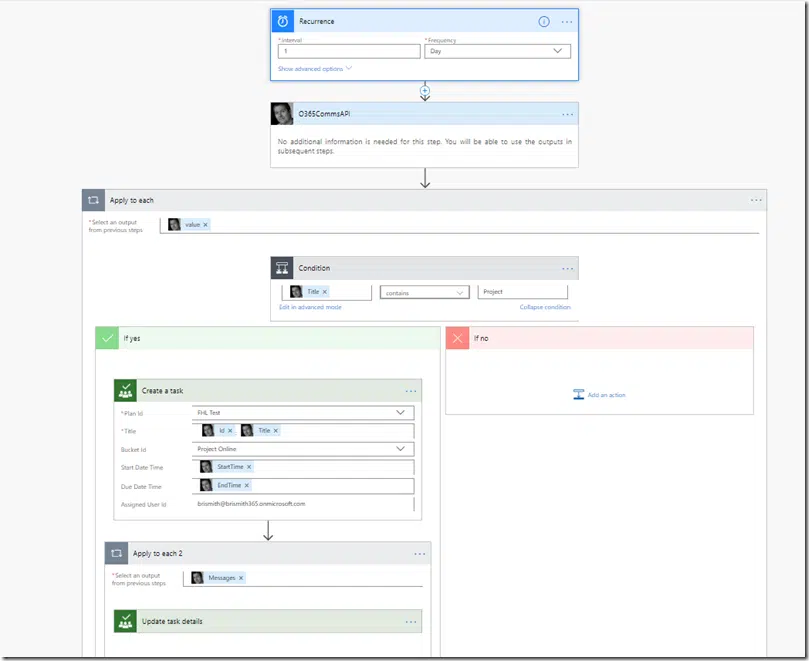 Recurrence
* Interval
* Frequency
1
Day
Show advanced options
O365CommsAPI
No additional information is needed for this step. You will be able to use the outputs in
subsequent steps.
Apply to each
*Select an output
from previous steps
value ×
Condition
Title ×
contains
Project
Edit in advanced mode
Collapse condition
If yes
If no
Add an action
Create a task
*Plan Id
FHL Test
*Title
Id × Title ×
Bucket Id
Project Online
Start Date Time
StartTime ×
Due Date Time
EndTime ×
Assigned User Id
brismith@brismith365.onmicrosoft.com
Apply to each 2
*Select an output
from previous steps
Messages ×
Update task details